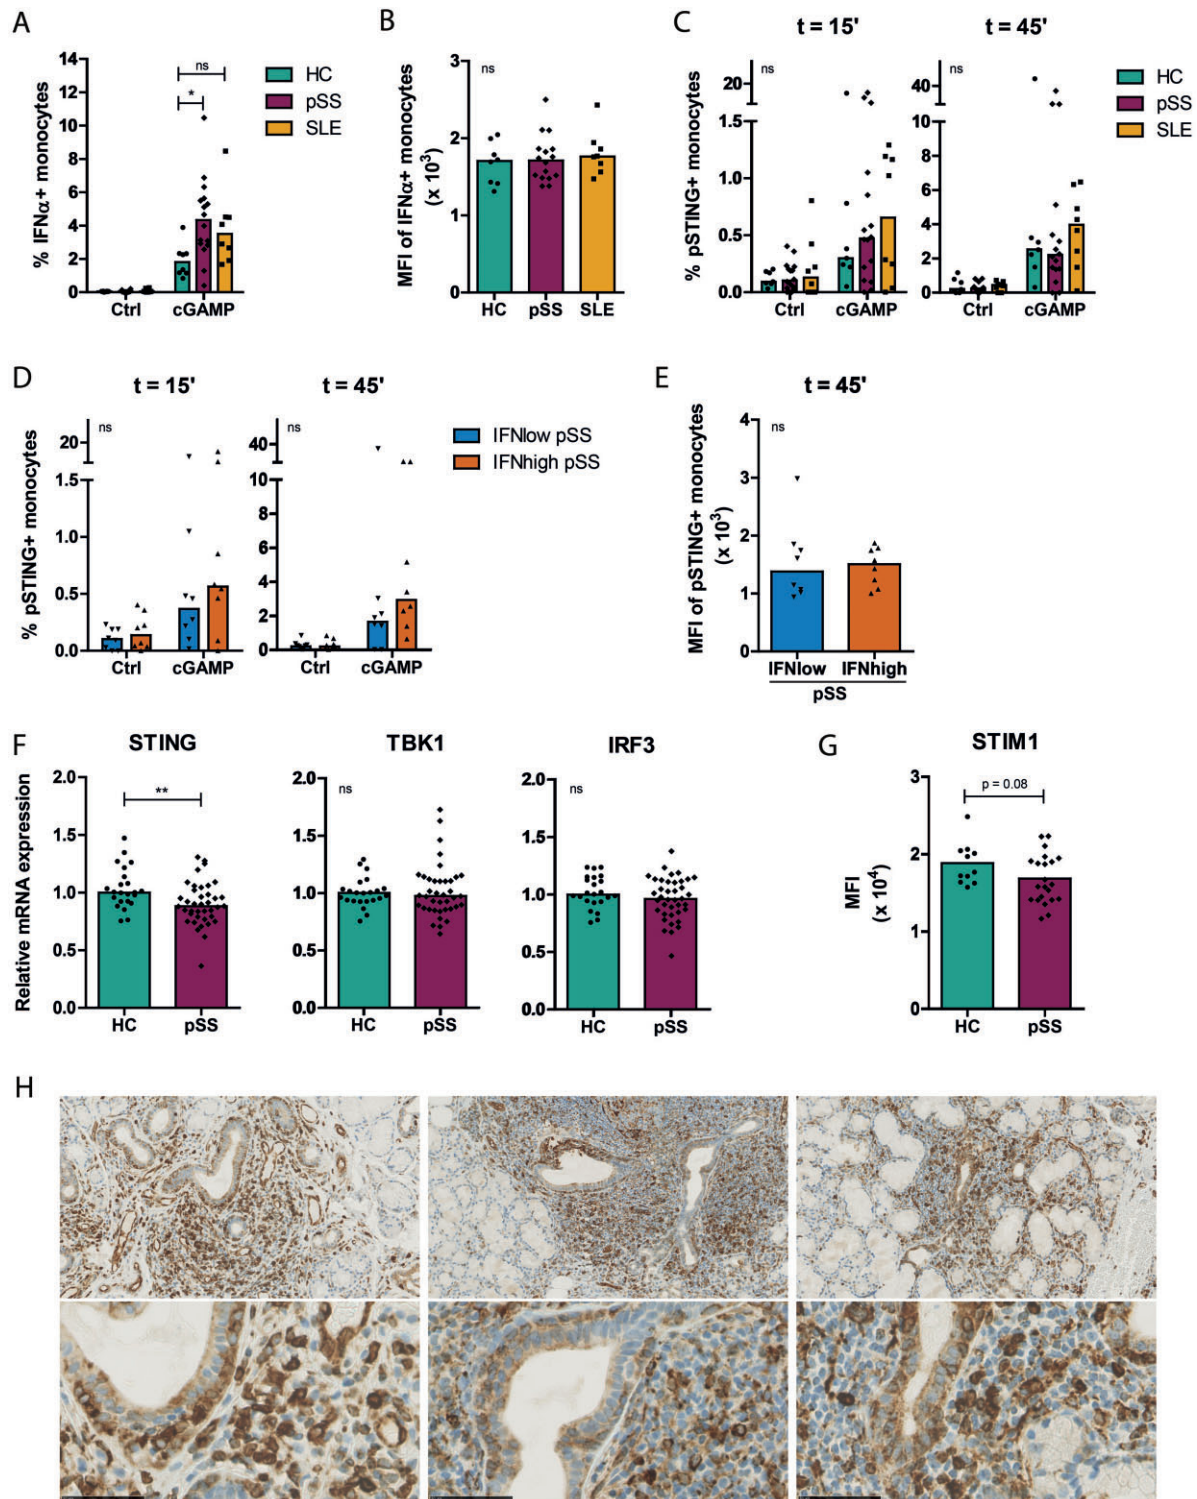 A
% IFNα+ monocytes
14
12
10
8
6
4
2
0
ns
*
Ctrl
cGAMP
HC
pSS
SLE
B
MFI of IFNα+ monocytes
(x 10³)
3
2
1
0
ns
HC
pSS
SLE
C
t = 15'
t = 45'
% pSTING+ monocytes
20
1.5
1.0
0.5
0.0
ns
Ctrl
cGAMP
40
10
8
6
4
2
0
ns
Ctrl
cGAMP
HC
pSS
SLE
D
t = 15'
t = 45'
% pSTING+ monocytes
20
1.5
1.0
0.5
0.0
ns
Ctrl
cGAMP
40
10
8
6
4
2
0
ns
Ctrl
cGAMP
IFNlow pSS
IFNhigh pSS
E
t = 45'
MFI of pSTING+ monocytes
(x 10³)
4
3
2
1
0
ns
IFNlow
IFNhigh
pSS
F
STING
Relative mRNA expression
2.0
1.5
1.0
0.5
0.0
**
HC
pSS
TBK1
2.0
1.5
1.0
0.5
0.0
ns
HC
pSS
IRF3
2.0
1.5
1.0
0.5
0.0
ns
HC
pSS
G
STIM1
MFI
(x 10⁴)
3
2
1
0
p = 0.08
HC
pSS
H